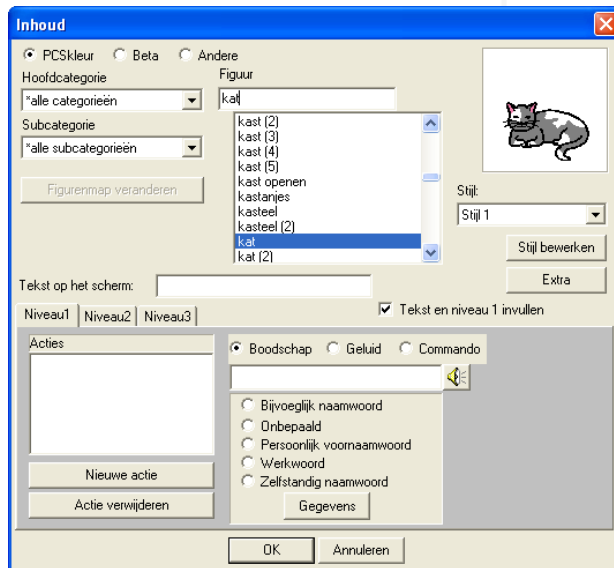 Inhoud
PCSkleur Beta Andere
Hoofdcategorie Figuur
*alle categorieën kat
Subcategorie
*alle subcategorieën
Figurenmap veranderen
kast (2)
kast (3)
kast (4)
kast (5)
kast openen
kastanjes
kasteel
kasteel (2)
kat
kat (2)
Stijl:
Stijl 1
Stijl bewerken
Extra
Tekst op het scherm:
Tekst en niveau 1 invullen
Niveau1 Niveau2 Niveau3
Acties
Nieuwe actie
Actie verwijderen
Boodschap Geluid Commando
Bijvoeglijk naamwoord
Onbepaald
Persoonlijk voornaamwoord
Werkwoord
Zelfstandig naamwoord
Gegevens
OK Annuleren